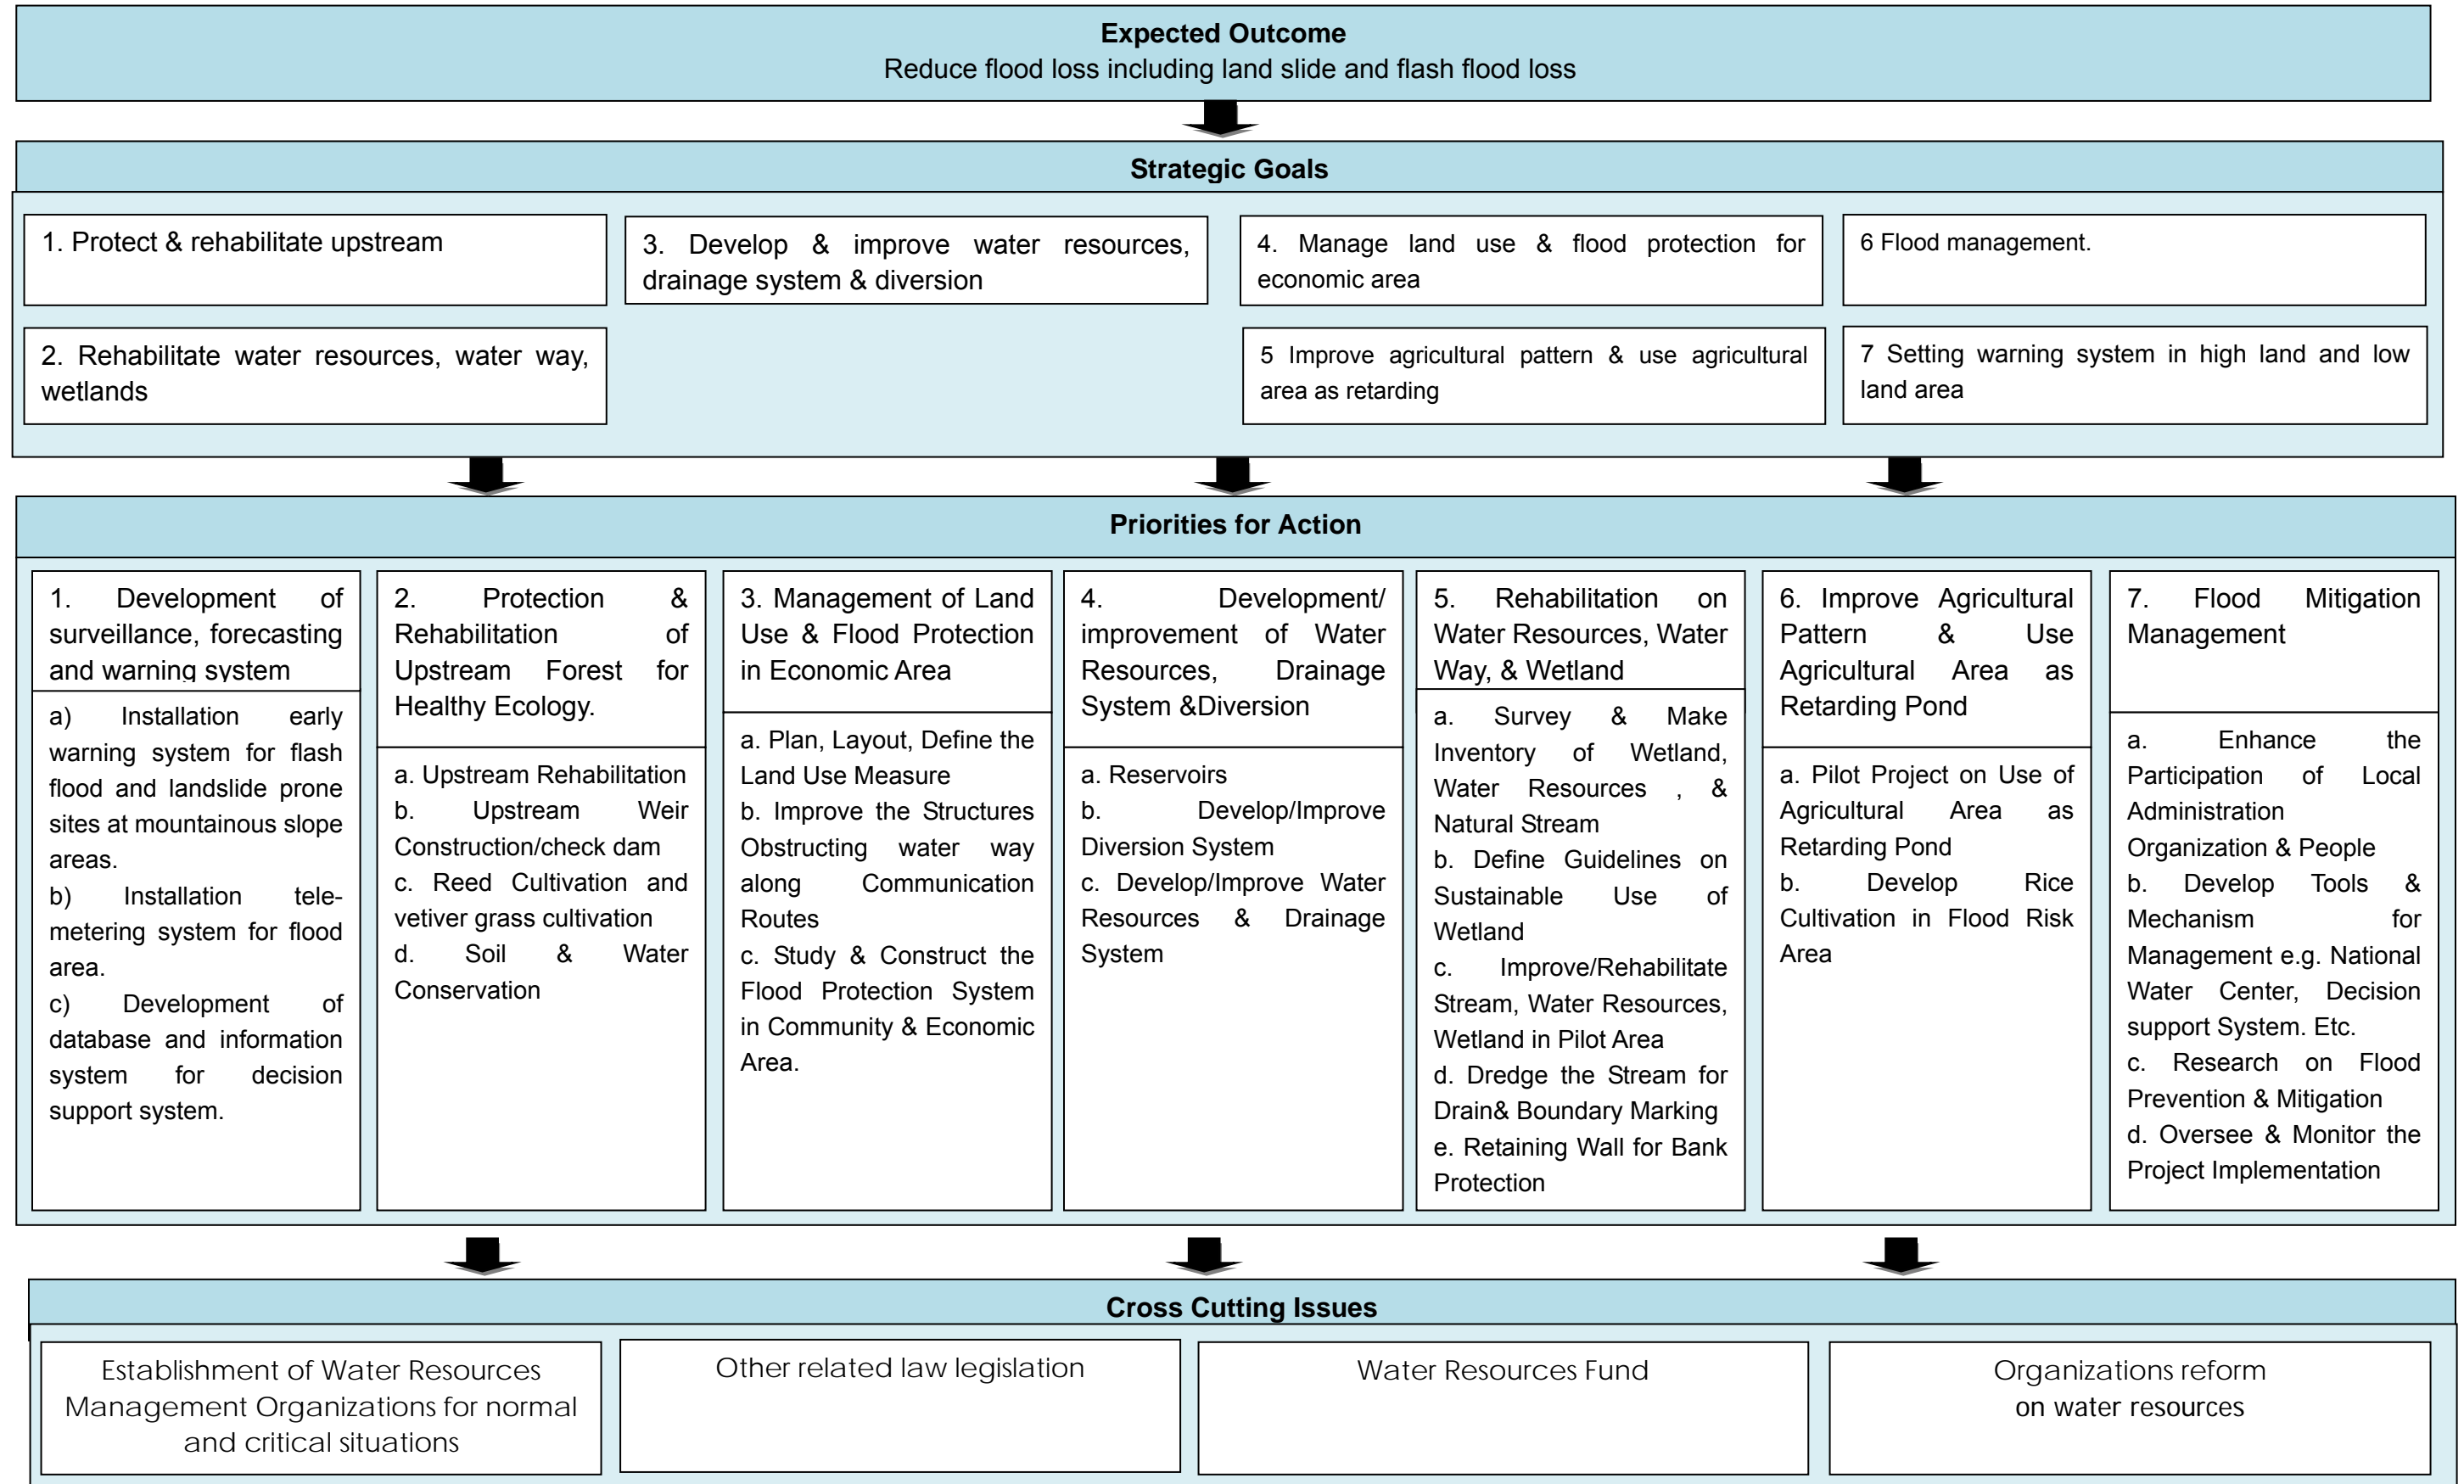 Expected Outcome
Reduce flood loss including land slide and flash flood loss
Strategic Goals
1. Protect & rehabilitate upstream
2. Rehabilitate water resources, water way,
wetlands
3. Develop & improve water resources,
drainage system & diversion
4. Manage land use & flood protection for
economic area
5 Improve agricultural pattern & use agricultural
area as retarding
6 Flood management.
7 Setting warning system in high land and low
land area
Priorities for Action
1. Development of
surveillance, forecasting
and warning system
a) Installation early
warning system for flash
flood and landslide prone
sites at mountainous slope
areas.
b) Installation tele-
metering system for flood
area.
c) Development of
database and information
system for decision
support system.
2. Protection &
Rehabilitation of
Upstream Forest for
Healthy Ecology.
a. Upstream Rehabilitation
b. Upstream Weir
Construction/check dam
c. Reed Cultivation and
vetiver grass cultivation
d. Soil & Water
Conservation
3. Management of Land
Use & Flood Protection
in Economic Area
a. Plan, Layout, Define the
Land Use Measure
b. Improve the Structures
Obstructing water way
along Communication
Routes
c. Study & Construct the
Flood Protection System
in Community & Economic
Area.
4. Development/
improvement of Water
Resources, Drainage
System &Diversion
a. Reservoirs
b. Develop/Improve
Diversion System
c. Develop/Improve Water
Resources & Drainage
System
5. Rehabilitation on
Water Resources, Water
Way, & Wetland
a. Survey & Make
Inventory of Wetland,
Water Resources , &
Natural Stream
b. Define Guidelines on
Sustainable Use of
Wetland
c. Improve/Rehabilitate
Stream, Water Resources,
Wetland in Pilot Area
d. Dredge the Stream for
Drain& Boundary Marking
e. Retaining Wall for Bank
Protection
6. Improve Agricultural
Pattern & Use
Agricultural Area as
Retarding Pond
a. Pilot Project on Use of
Agricultural Area as
Retarding Pond
b. Develop Rice
Cultivation in Flood Risk
Area
7. Flood Mitigation
Management
a. Enhance the
Participation of Local
Administration
Organization & People
b. Develop Tools &
Mechanism for
Management e.g. National
Water Center, Decision
support System. Etc.
c. Research on Flood
Prevention & Mitigation
d. Oversee & Monitor the
Project Implementation
Cross Cutting Issues
Establishment of Water Resources
Management Organizations for normal
and critical situations
Other related law legislation
Water Resources Fund
Organizations reform
on water resources